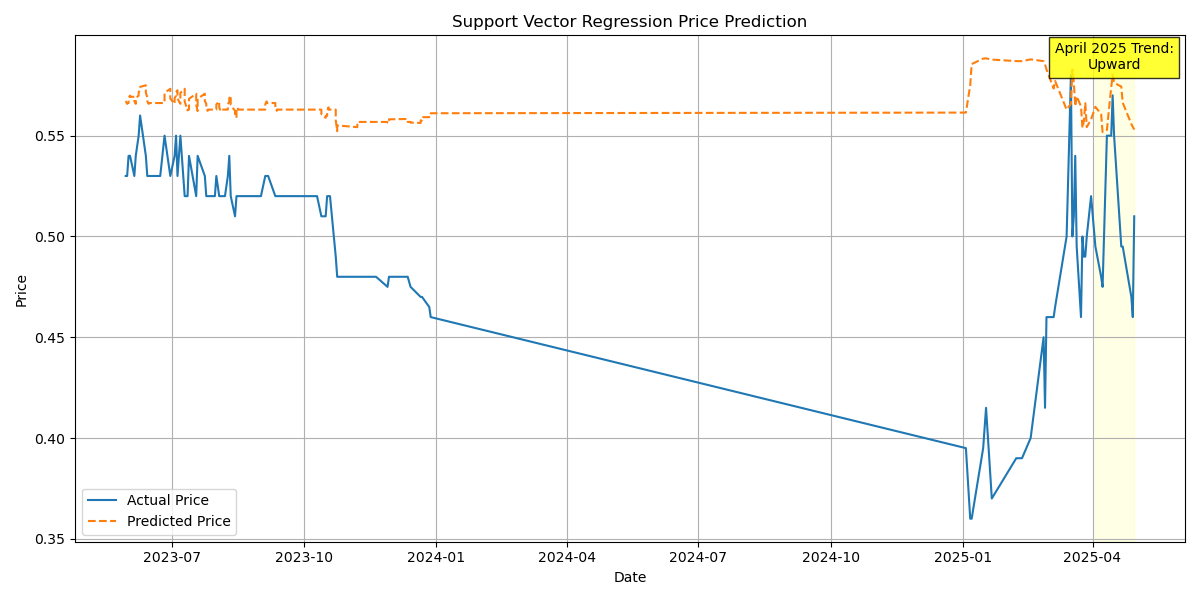 Support Vector Regression Price Prediction
April 2025 Trend:
Upward
Price
0.55
0.50
0.45
0.40
0.35
Actual Price
Predicted Price
2023-07
2023-10
2024-01
2024-04
2024-07
2024-10
2025-01
2025-04
Date